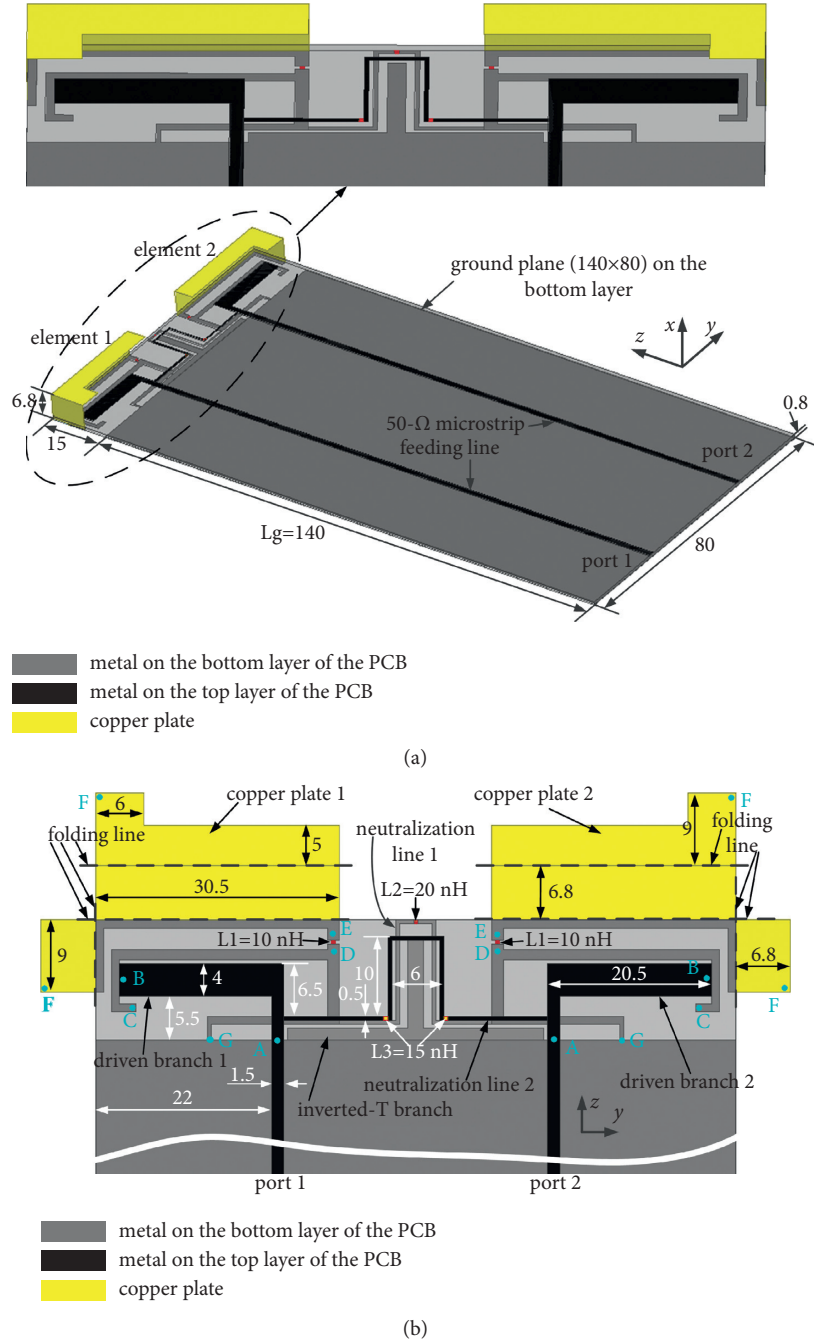 element 2
ground plane (140×80) on the
bottom layer
element 1
x
y
z
6.8
15
50-Ω microstrip
feeding line
0.8
port 2
Lg=140
port 1
80
metal on the bottom layer of the PCB
metal on the top layer of the PCB
copper plate
(a)
F
6
copper plate 1
copper plate 2
F
folding line
5
neutralization
line 1
9
folding
line
30.5
L2=20 nH
6.8
9
L1=10 nH
E
D
E
D
L1=10 nH
6.8
F
B
4
6.5
10
0.5
6
20.5
B
F
C
5.5
C
driven branch 1
G
A
L3=15 nH
A
G
driven branch 2
1.5
neutralization line 2
22
inverted-T branch
z
y
port 1
port 2
metal on the bottom layer of the PCB
metal on the top layer of the PCB
copper plate
(b)